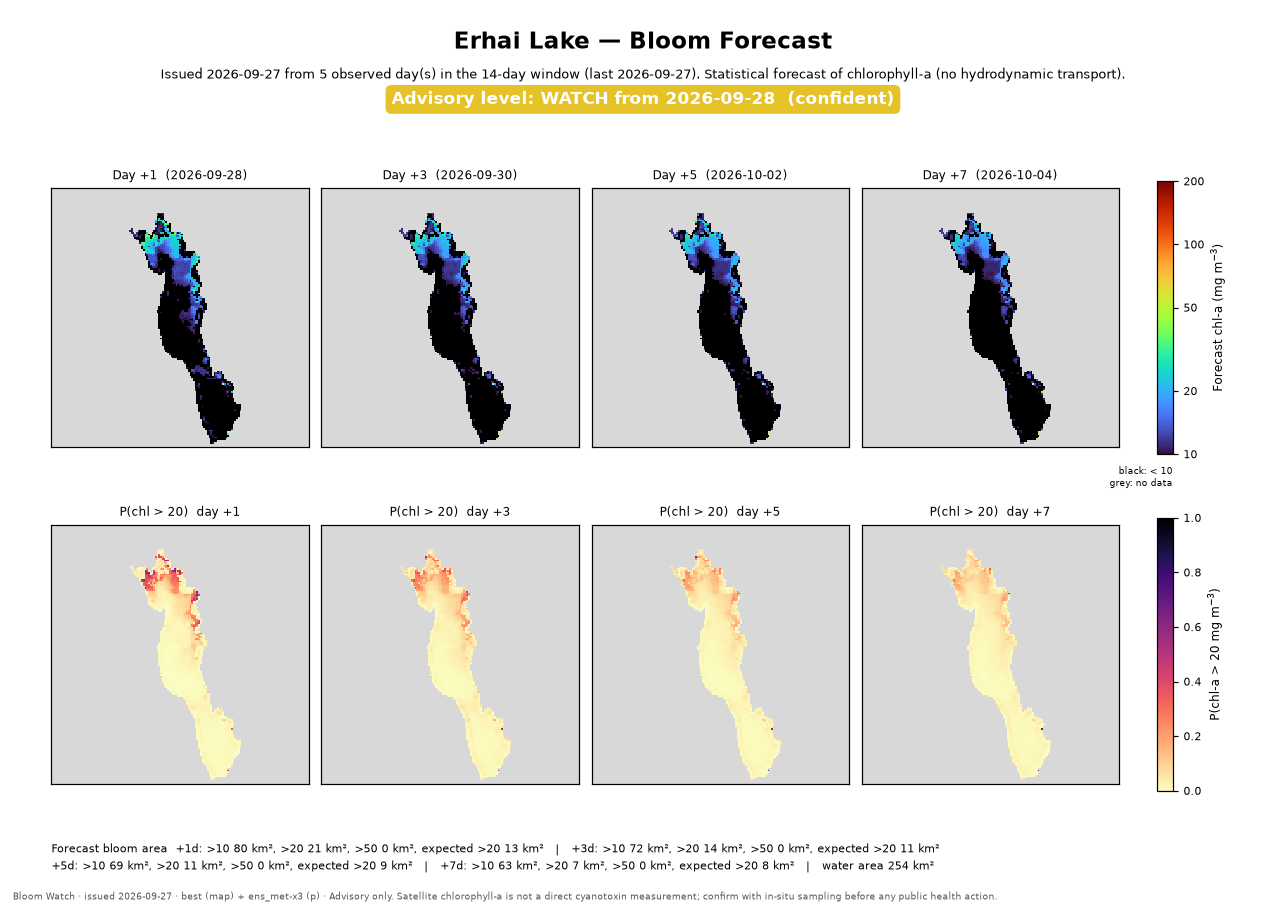 Erhai Lake — Bloom Forecast
Issued 2026-09-27 from 5 observed day(s) in the 14-day window (last 2026-09-27). Statistical forecast of chlorophyll-a (no hydrodynamic transport).
Advisory level: WATCH from 2026-09-28  (confident)
Day +1  (2026-09-28)
Day +3  (2026-09-30)
Day +5  (2026-10-02)
Day +7  (2026-10-04)
200
100
50
20
10
Forecast chl-a (mg m⁻³)
black: < 10
grey: no data
P(chl > 20)  day +1
P(chl > 20)  day +3
P(chl > 20)  day +5
P(chl > 20)  day +7
1.0
0.8
0.6
0.4
0.2
0.0
P(chl-a > 20 mg m⁻³)
Forecast bloom area  +1d: >10 80 km², >20 21 km², >50 0 km², expected >20 13 km²   |   +3d: >10 72 km², >20 14 km², >50 0 km², expected >20 11 km²
+5d: >10 69 km², >20 11 km², >50 0 km², expected >20 9 km²   |   +7d: >10 63 km², >20 7 km², >50 0 km², expected >20 8 km²   |   water area 254 km²
Bloom Watch · issued 2026-09-27 · best (map) + ens_met-x3 (p) · Advisory only. Satellite chlorophyll-a is not a direct cyanotoxin measurement; confirm with in-situ sampling before any public health action.